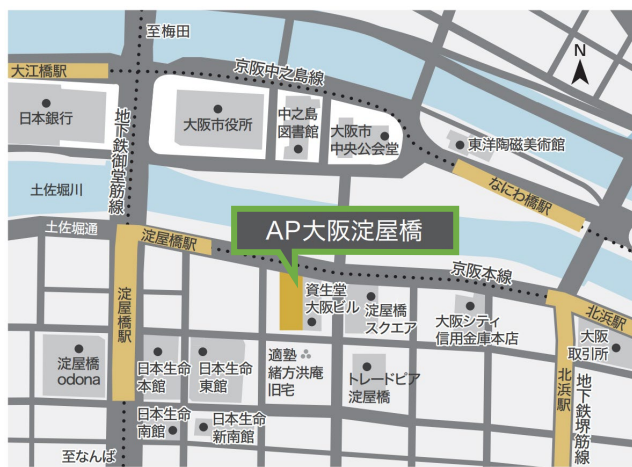 至梅田
N
大江橋駅
京阪中之島線
日本銀行
大阪市役所
中之島
図書館
大阪市
中央公会堂
東洋陶磁美術館
地下鉄御堂筋線
土佐堀川
なにわ橋駅
土佐堀通
淀屋橋駅
AP大阪淀屋橋
京阪本線
淀屋橋駅
資生堂
大阪ビル
淀屋橋
スクエア
大阪シティ
信用金庫本店
北浜駅
大阪
取引所
淀屋橋
odona
日本生命
本館
日本生命
東館
適塾
緒方洪庵
旧宅
トレードピア
淀屋橋
北浜駅
地下鉄堺筋線
日本生命
南館
日本生命
新南館
至なんば